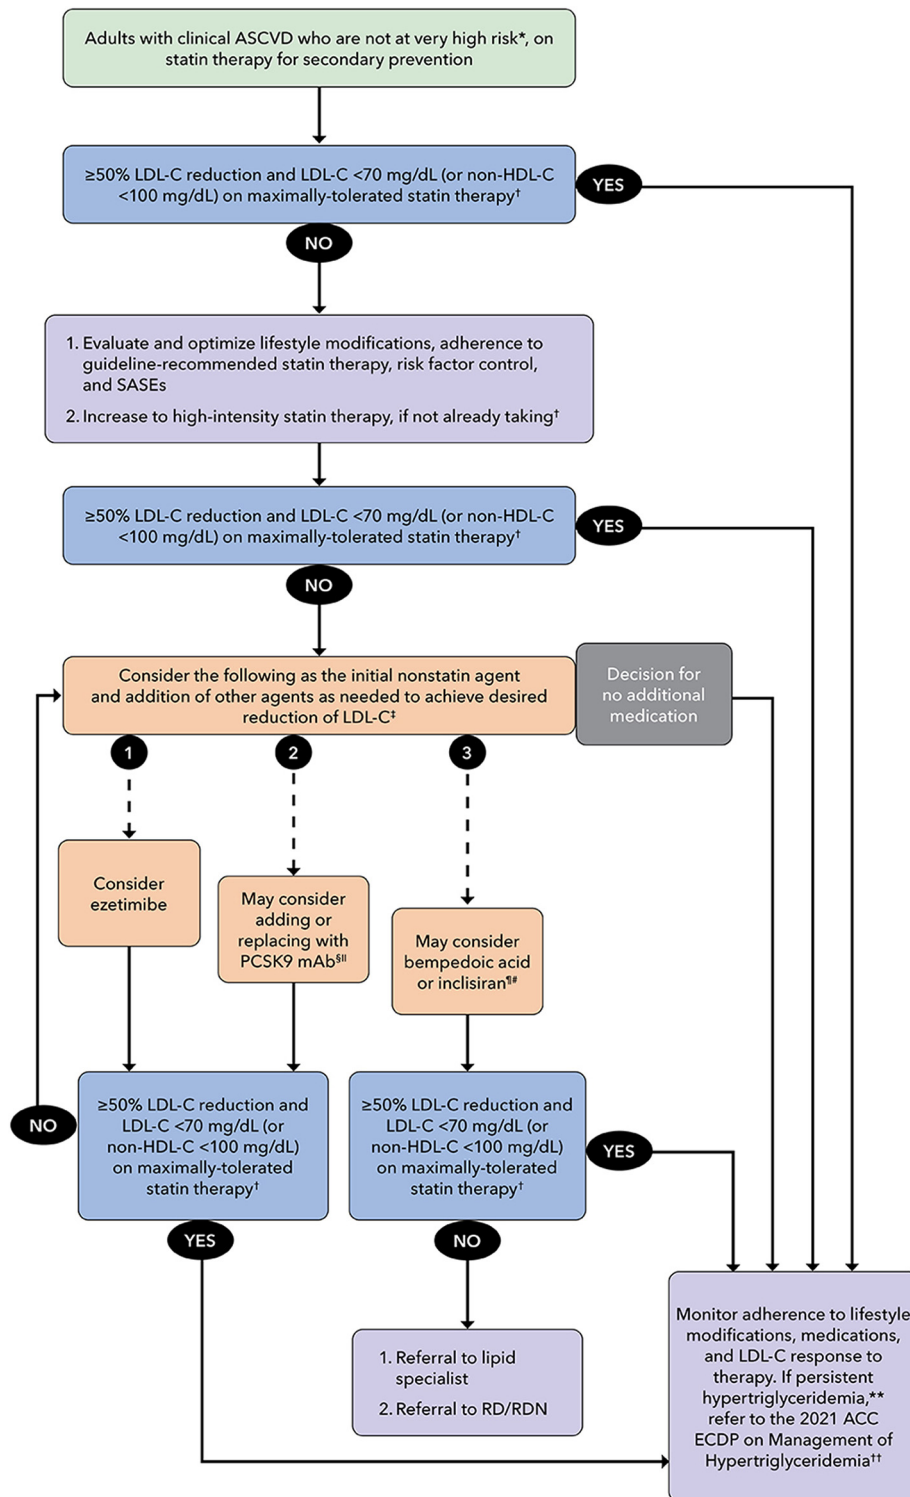 Adults with clinical ASCVD who are not at very high risk*, on
statin therapy for secondary prevention
≥50% LDL-C reduction and LDL-C <70 mg/dL (or non-HDL-C
<100 mg/dL) on maximally-tolerated statin therapy†
YES
NO
1. Evaluate and optimize lifestyle modifications, adherence to
guideline-recommended statin therapy, risk factor control,
and SASEs
2. Increase to high-intensity statin therapy, if not already taking†
≥50% LDL-C reduction and LDL-C <70 mg/dL (or non-HDL-C
<100 mg/dL) on maximally-tolerated statin therapy†
YES
NO
Consider the following as the initial nonstatin agent
and addition of other agents as needed to achieve desired
reduction of LDL-C‡
Decision for
no additional
medication
1
2
3
Consider
ezetimibe
May consider
adding or
replacing with
PCSK9 mAb§||
May consider
bempedoic acid
or inclisiran¶#
≥50% LDL-C reduction and
LDL-C <70 mg/dL (or
non-HDL-C <100 mg/dL)
on maximally-tolerated
statin therapy†
NO
YES
≥50% LDL-C reduction and
LDL-C <70 mg/dL (or
non-HDL-C <100 mg/dL)
on maximally-tolerated
statin therapy†
YES
NO
1. Referral to lipid
specialist
2. Referral to RD/RDN
Monitor adherence to lifestyle
modifications, medications,
and LDL-C response to
therapy. If persistent
hypertriglyceridemia,**
refer to the 2021 ACC
ECDP on Management of
Hypertriglyceridemia††